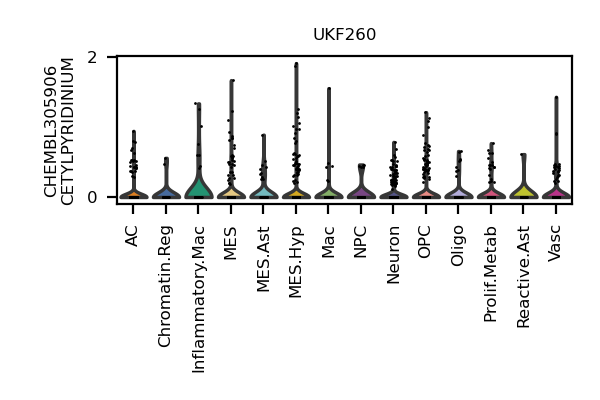 UKF260
CHEMBL305906
CETYLPYRIDINIUM
2
0
AC
Chromatin.Reg
Inflammatory.Mac
MES
MES.Ast
MES.Hyp
Mac
NPC
Neuron
OPC
Oligo
Prolif.Metab
Reactive.Ast
Vasc